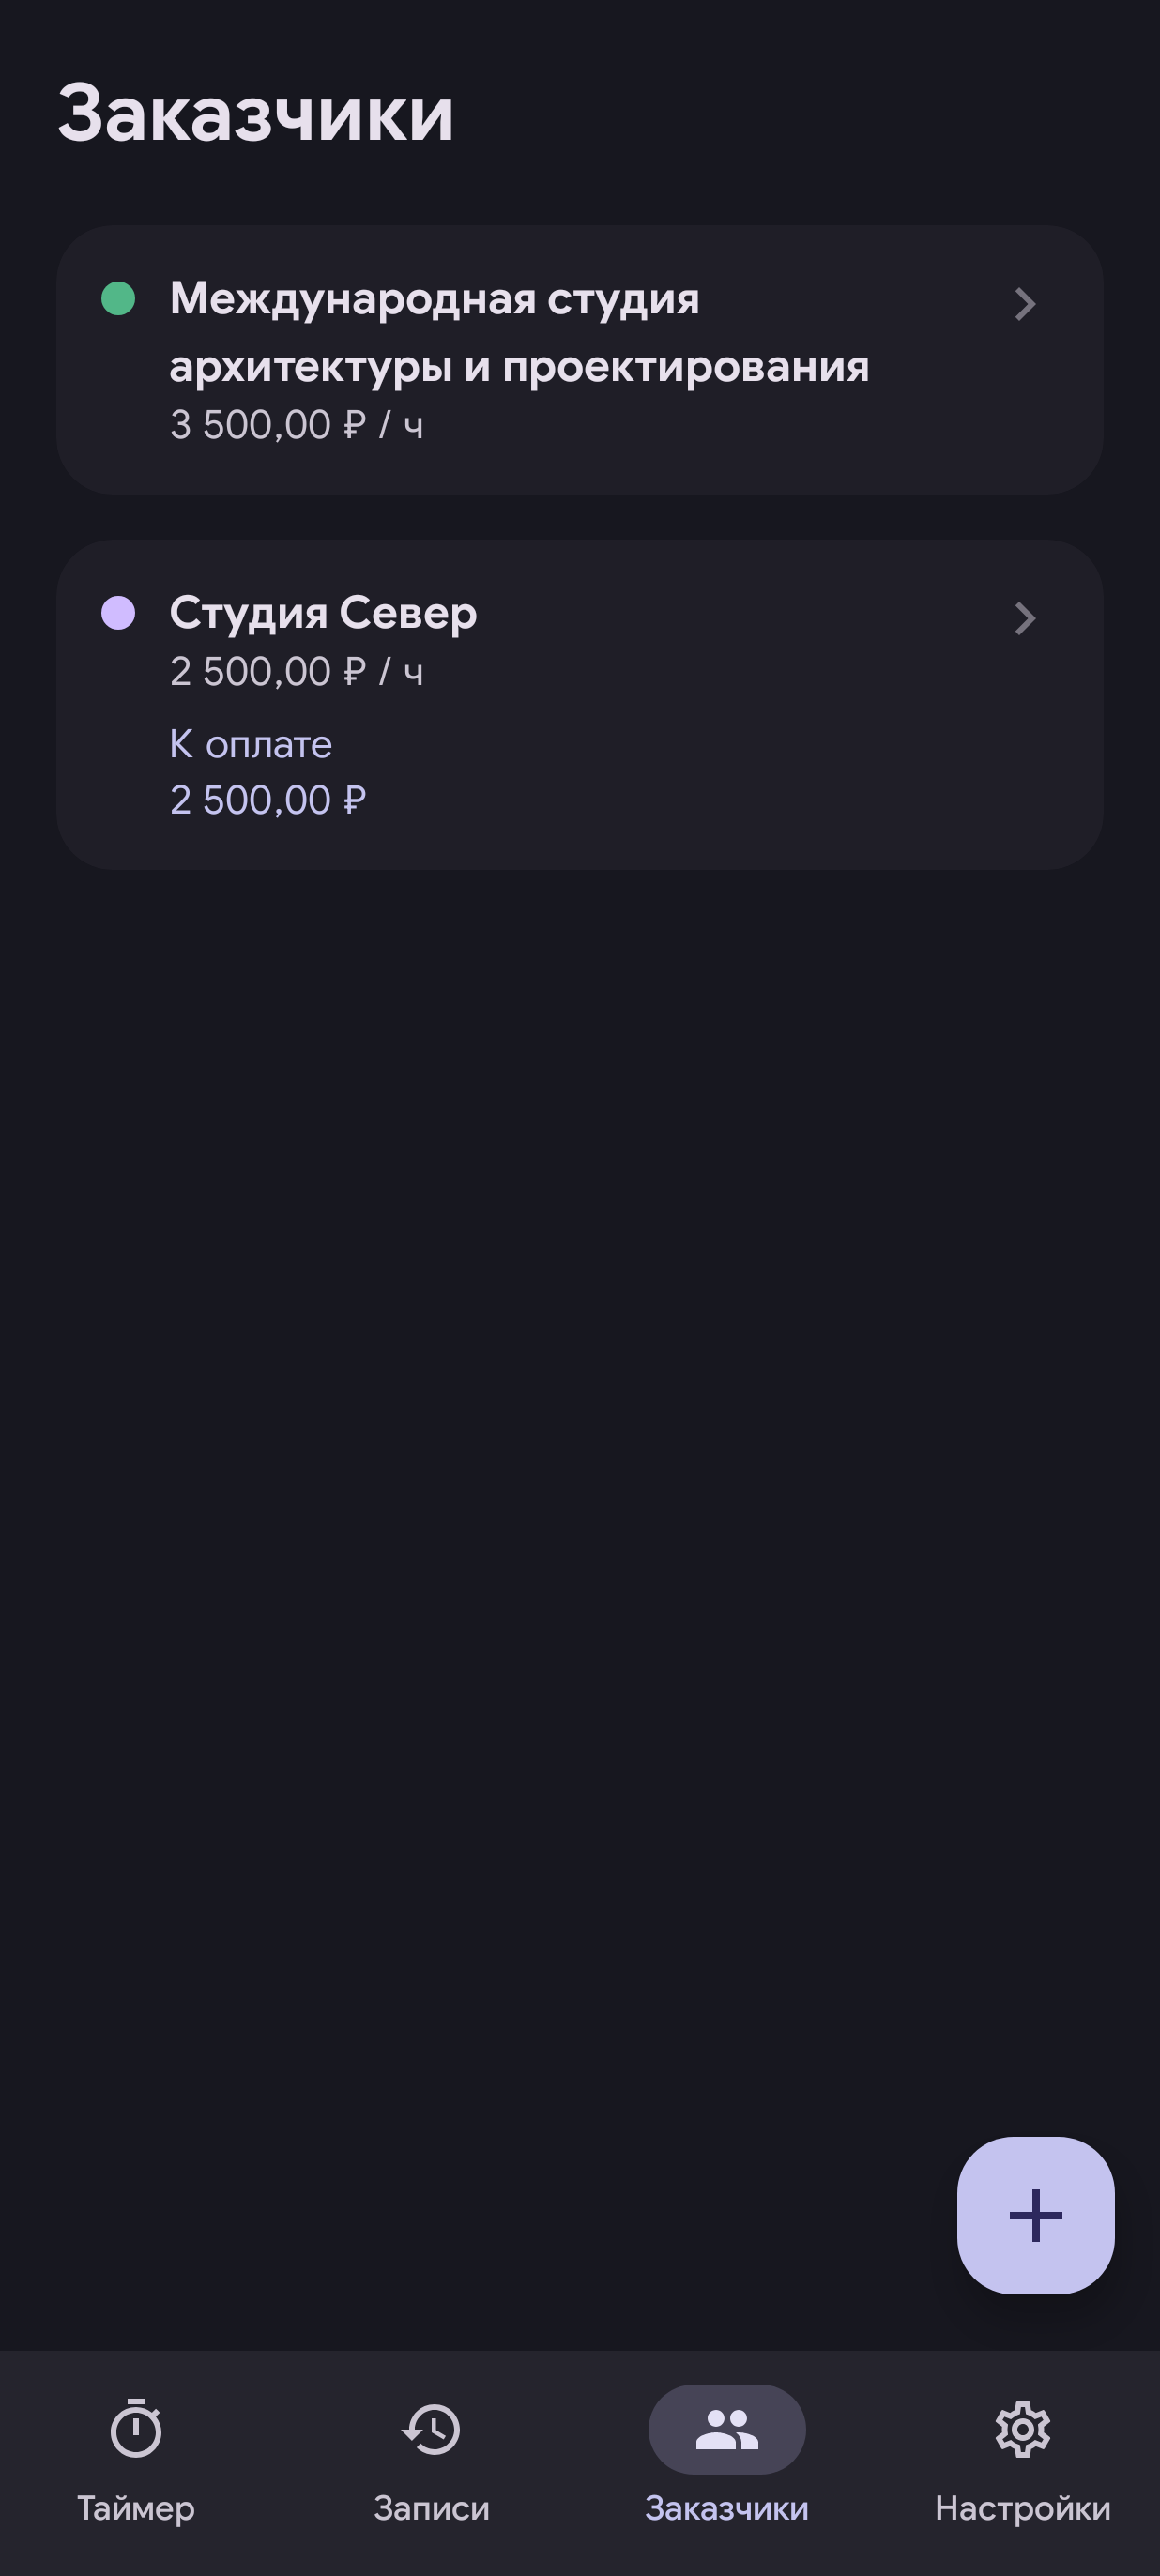 Заказчики
Международная студия
архитектуры и проектирования
3 500,00 ₽ / ч
Студия Север
2 500,00 ₽ / ч
К оплате
2 500,00 ₽
Таймер
Записи
Заказчики
Настройки